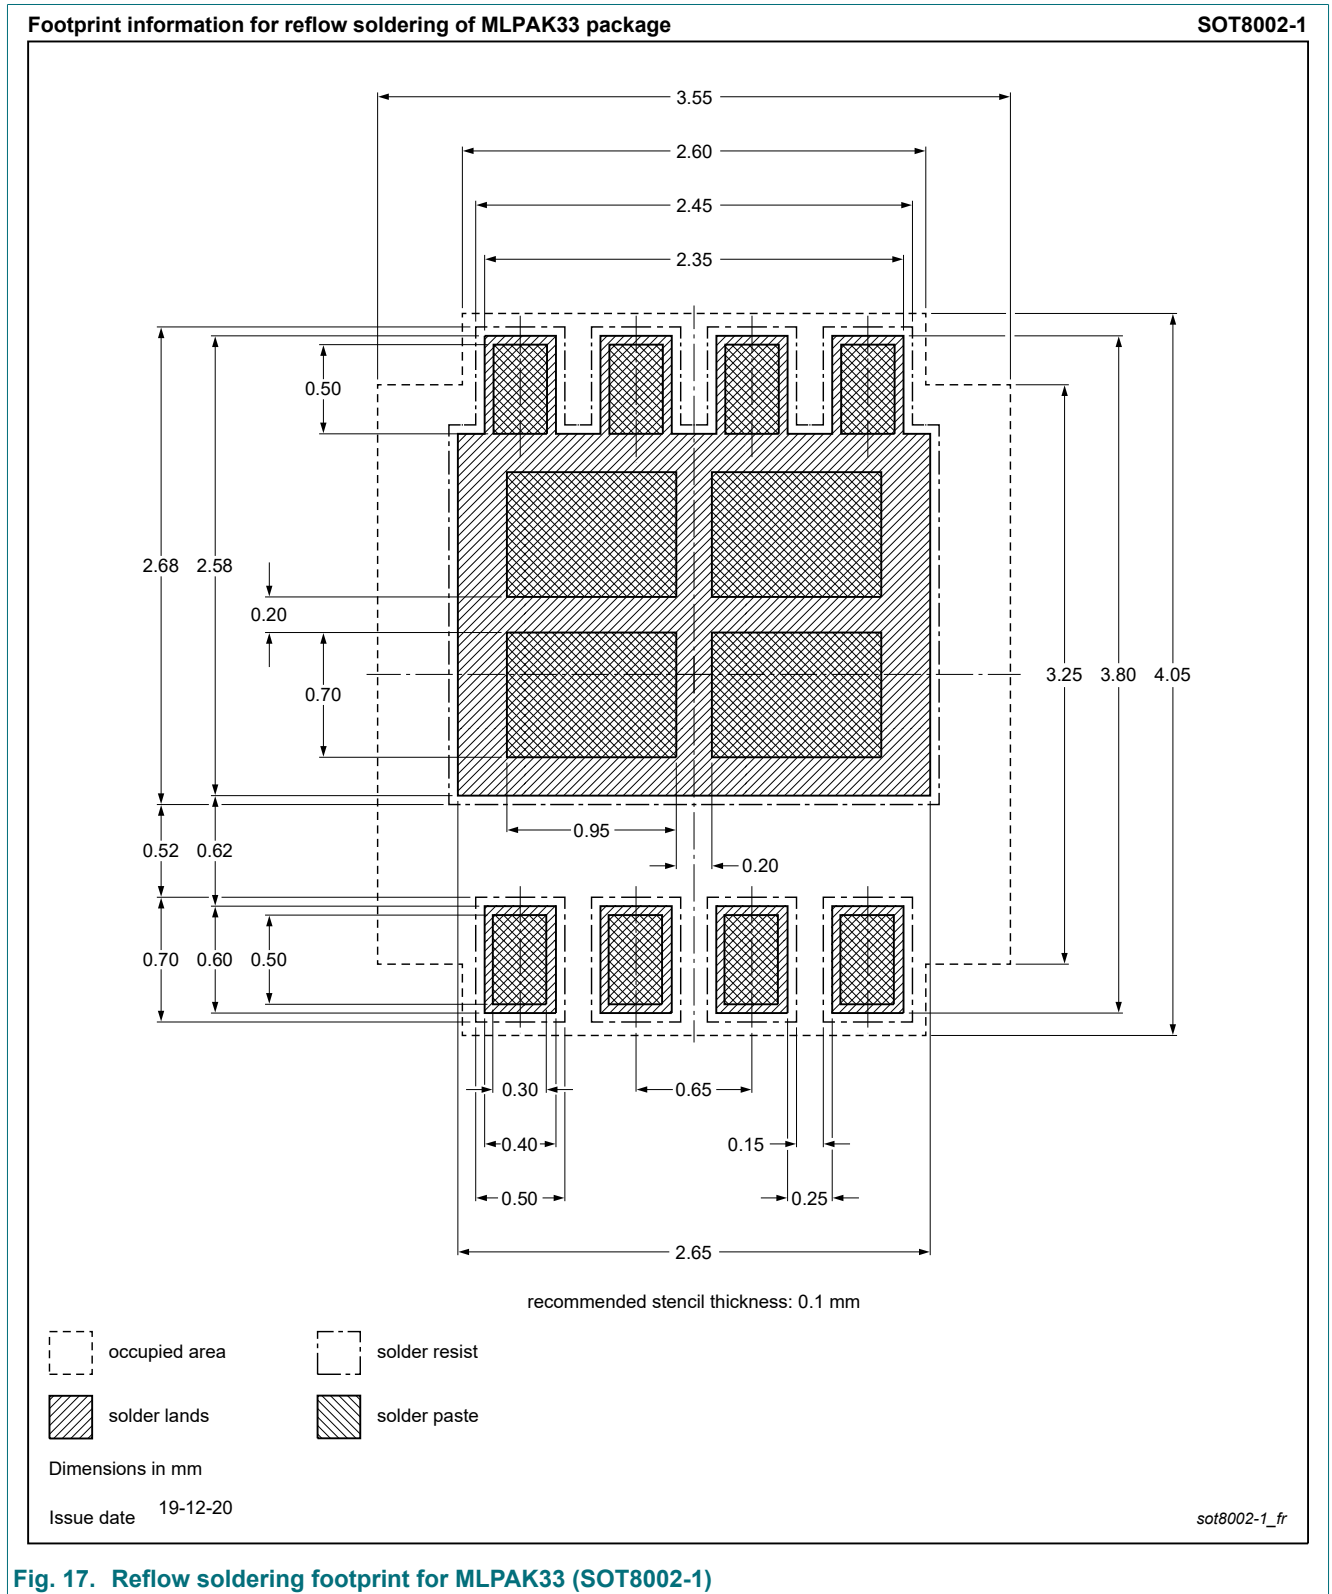 Footprint information for reflow soldering of MLPAK33 package SOT8002-1
3.55
2.60
2.45
2.35
0.50
2.68 2.58
0.20
0.70
3.25 3.80 4.05
0.95
0.52 0.62
0.20
0.70 0.60 0.50
0.30 0.65
0.40 0.15
0.50 0.25
2.65
recommended stencil thickness: 0.1 mm
occupied area solder resist
solder lands solder paste
Dimensions in mm
Issue date 19-12-20
sot8002-1_fr
Fig. 17. Reflow soldering footprint for MLPAK33 (SOT8002-1)